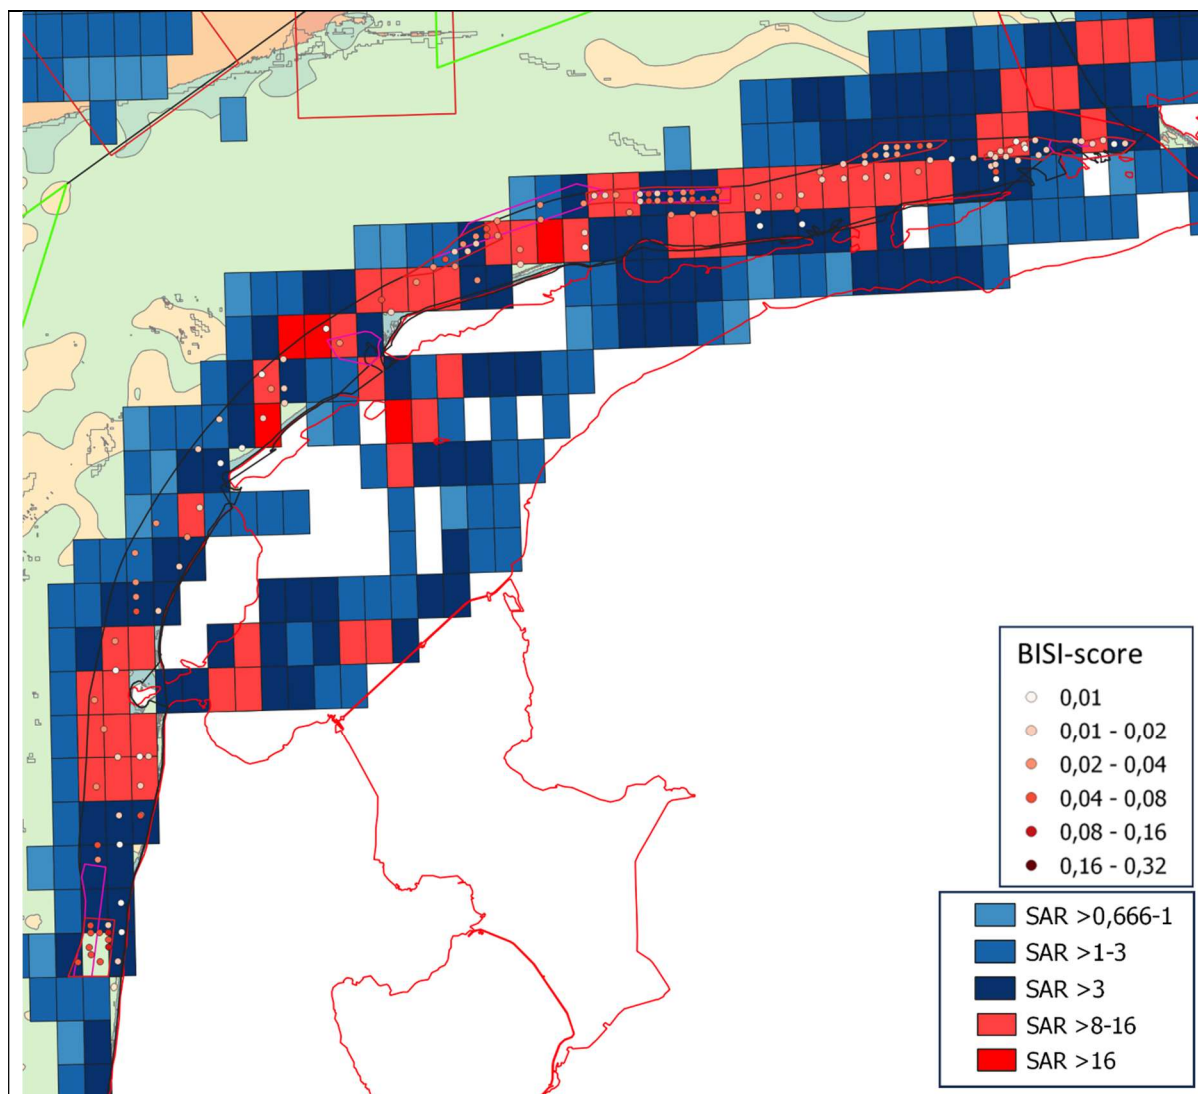 BISI-score
0,01
0,01 - 0,02
0,02 - 0,04
0,04 - 0,08
0,08 - 0,16
0,16 - 0,32
SAR >0,666-1
SAR >1-3
SAR >3
SAR >8-16
SAR >16